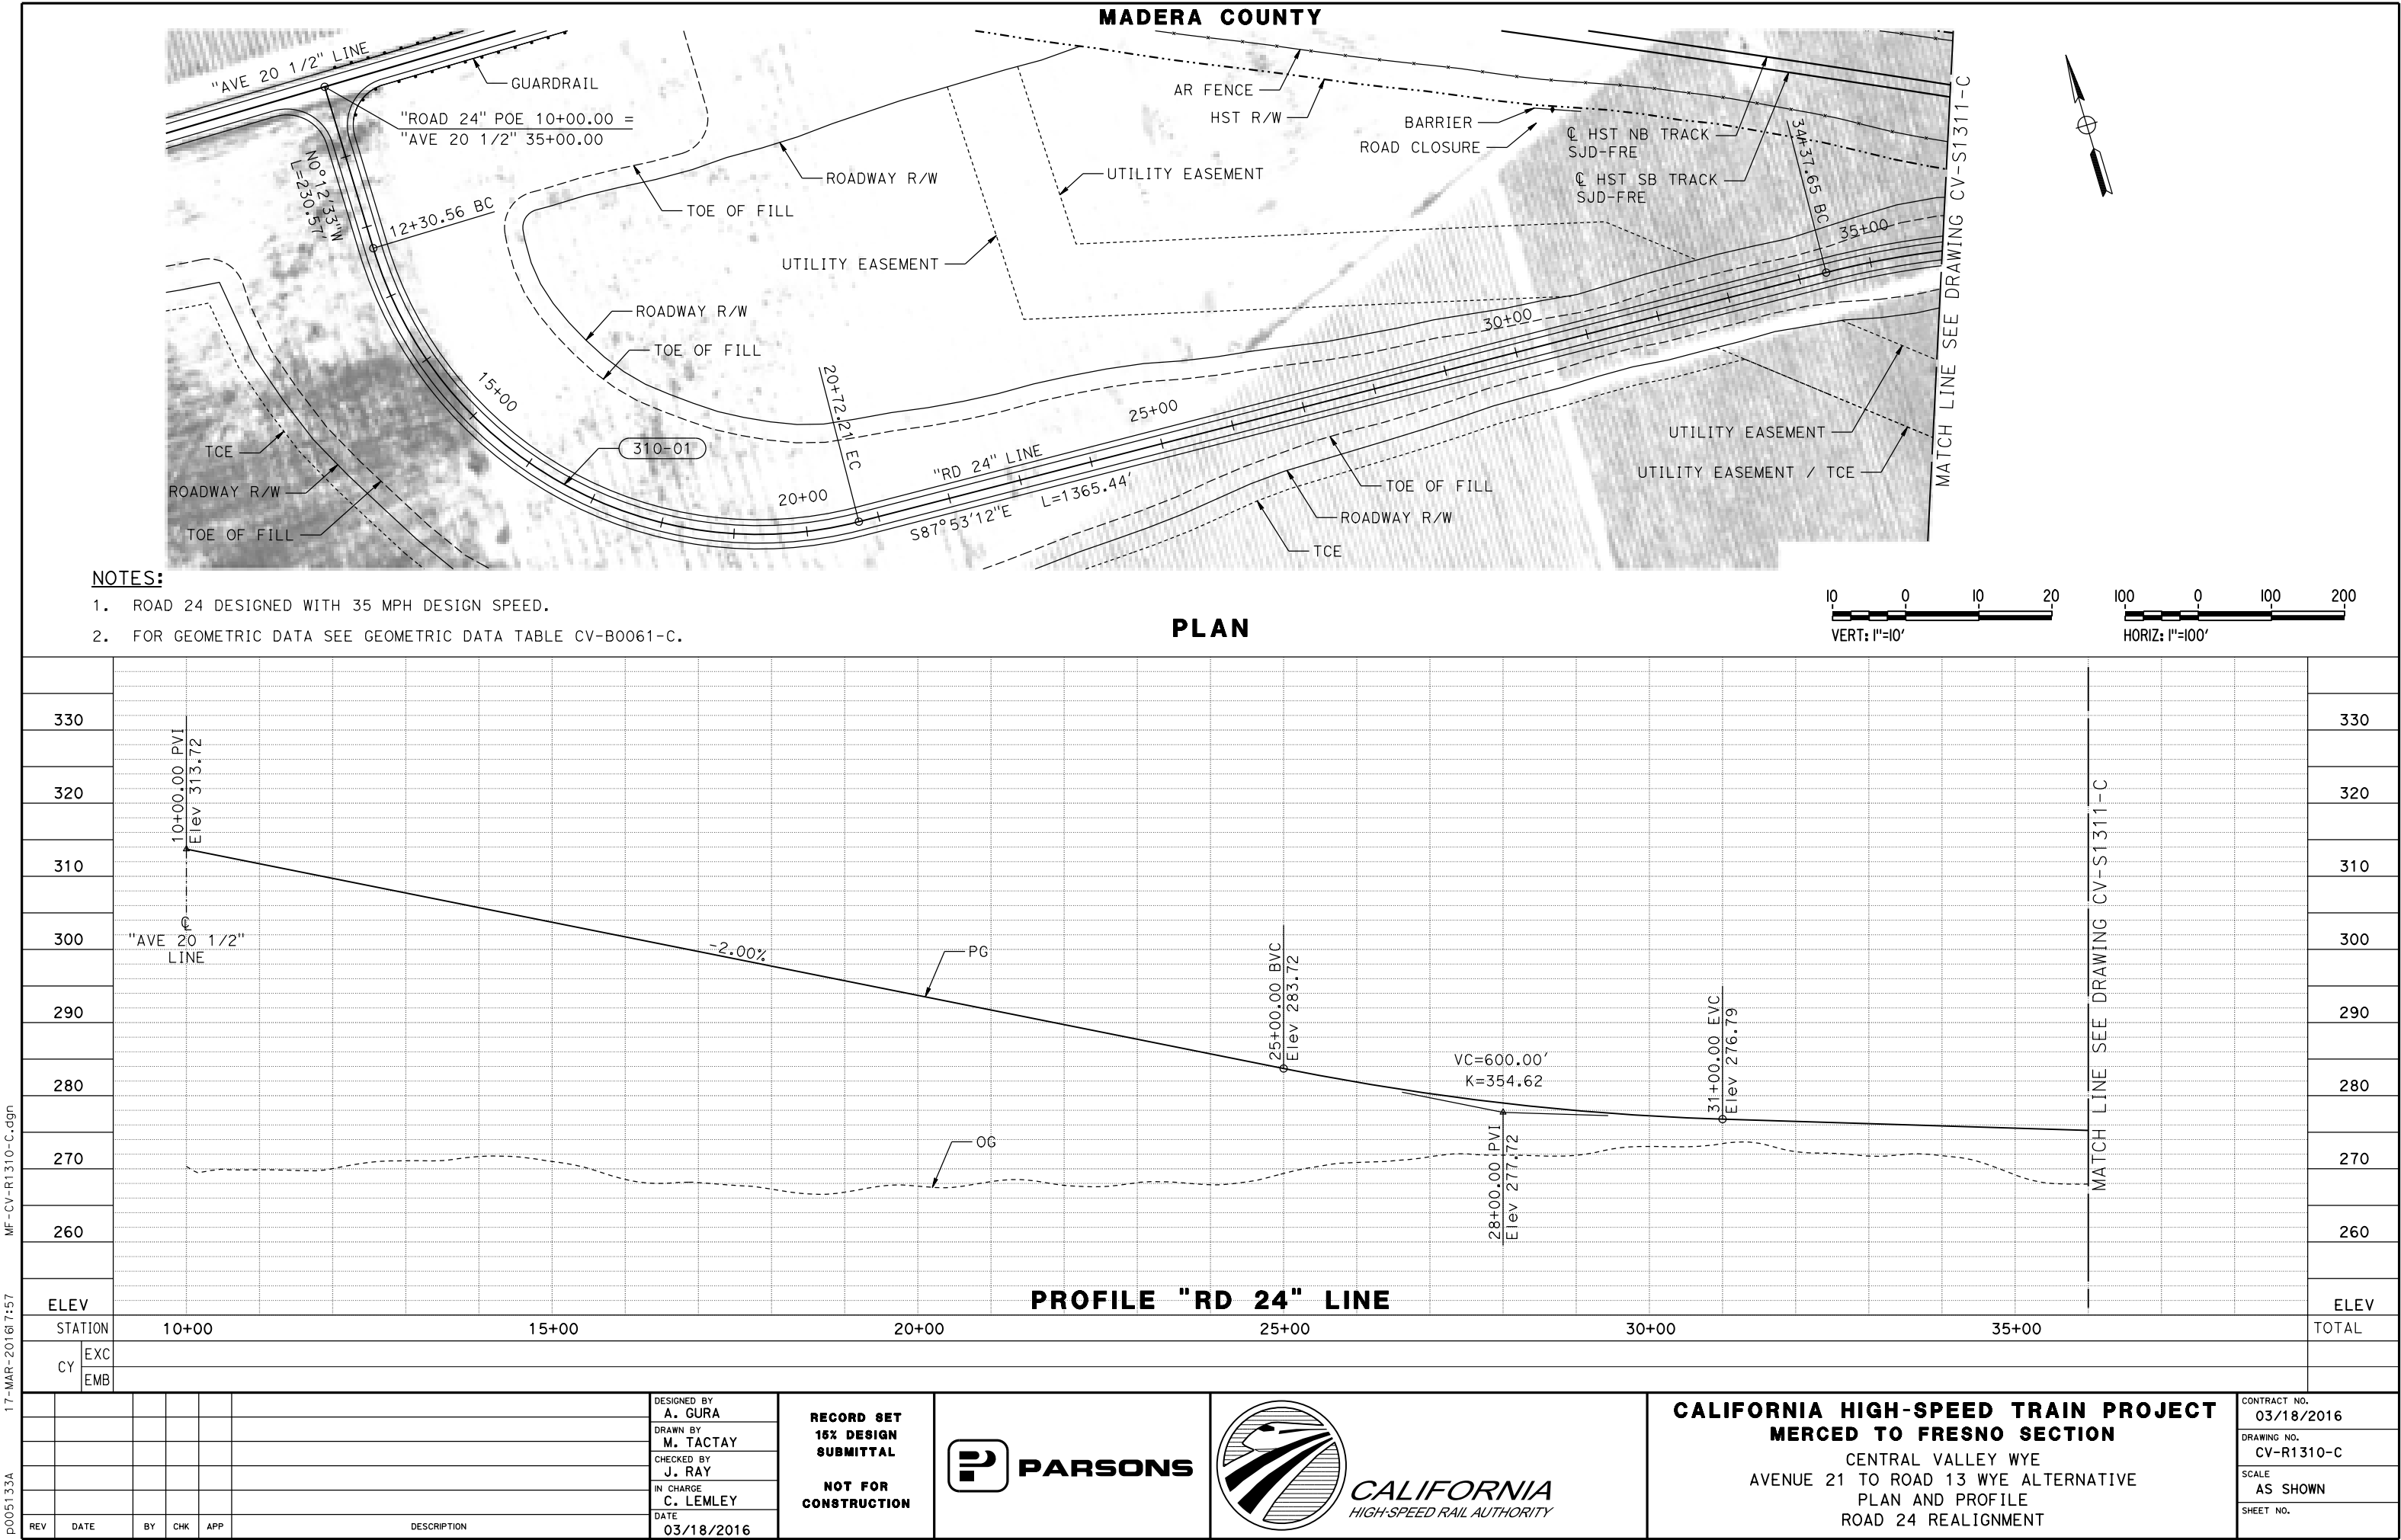 MADERA COUNTY
"AVE 20 1/2" LINE
GUARDRAIL
"ROAD 24" POE 10+00.00 =
"AVE 20 1/2" 35+00.00
N0°12'33"W
L=230.57'
12+30.56 BC
TOE OF FILL
ROADWAY R/W
UTILITY EASEMENT
UTILITY EASEMENT
AR FENCE
HST R/W
BARRIER
ROAD CLOSURE
℄ HST NB TRACK
SJD-FRE
℄ HST SB TRACK
SJD-FRE
34+37.65 BC
35+00
MATCH LINE SEE DRAWING CV-S1311-C
ROADWAY R/W
TOE OF FILL
15+00
310-01
TCE
ROADWAY R/W
TOE OF FILL
20+00
20+72.21 EC
"RD 24" LINE
S87°53'12"E
L=1365.44'
25+00
30+00
TOE OF FILL
ROADWAY R/W
TCE
UTILITY EASEMENT
UTILITY EASEMENT / TCE
NOTES:
1. ROAD 24 DESIGNED WITH 35 MPH DESIGN SPEED.
2. FOR GEOMETRIC DATA SEE GEOMETRIC DATA TABLE CV-B0061-C.
PLAN
10 0 10 20
VERT: 1"=10'
100 0 100 200
HORIZ: 1"=100'
330 330
320 320
310 310
300 300
290 290
280 280
270 270
260 260
ELEV ELEV
10+00.00 PVI
Elev 313.72
℄
"AVE 20 1/2"
LINE
-2.00%
PG
OG
25+00.00 BVC
Elev 283.72
VC=600.00'
K=354.62
28+00.00 PVI
Elev 277.72
31+00.00 EVC
Elev 276.79
MATCH LINE SEE DRAWING CV-S1311-C
PROFILE "RD 24" LINE
STATION 10+00 15+00 20+00 25+00 30+00 35+00 TOTAL
CY
EXC
EMB
REV DATE BY CHK APP DESCRIPTION
DESIGNED BY
A. GURA
DRAWN BY
M. TACTAY
CHECKED BY
J. RAY
IN CHARGE
C. LEMLEY
DATE
03/18/2016
RECORD SET
15% DESIGN
SUBMITTAL
NOT FOR
CONSTRUCTION
PARSONS
CALIFORNIA
HIGH-SPEED RAIL AUTHORITY
CALIFORNIA HIGH-SPEED TRAIN PROJECT
MERCED TO FRESNO SECTION
CENTRAL VALLEY WYE
AVENUE 21 TO ROAD 13 WYE ALTERNATIVE
PLAN AND PROFILE
ROAD 24 REALIGNMENT
CONTRACT NO.
03/18/2016
DRAWING NO.
CV-R1310-C
SCALE
AS SHOWN
SHEET NO.
p005133A 17-MAR-201617:57 MF-CV-R1310-C.dgn